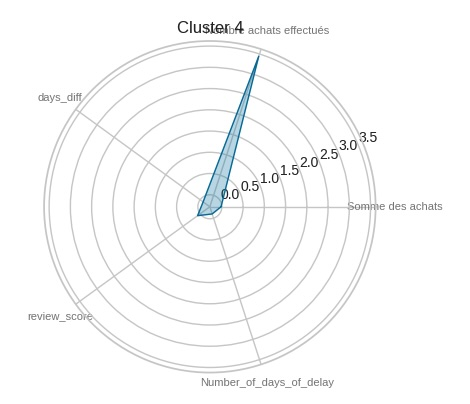 Cluster 4
Nombre achats effectués
days_diff
3.5
3.0
2.5
2.0
1.5
1.0
0.5
0.0
Somme des achats
review_score
Number_of_days_of_delay